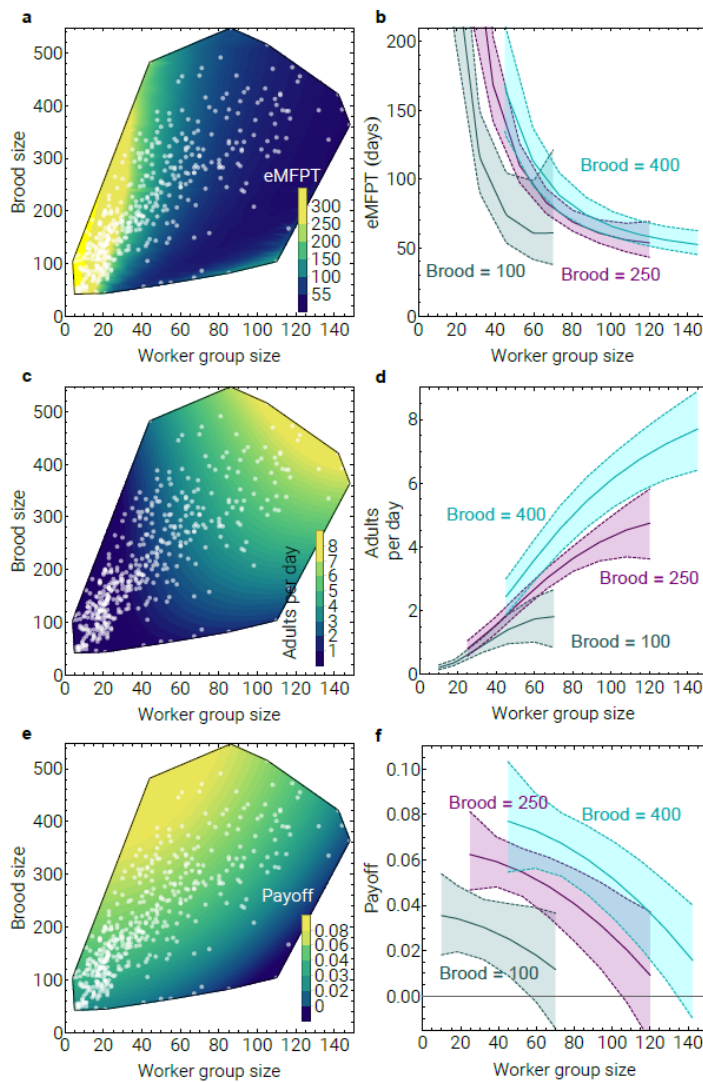 a
500
400
300
200
100
0
Brood size
eMFPT
300
250
200
150
100
55
0 20 40 60 80 100 120 140
Worker group size
b
200
150
100
50
0
eMFPT (days)
Brood = 400
Brood = 100
Brood = 250
0 20 40 60 80 100 120 140
Worker group size
c
500
400
300
200
100
0
Brood size
Adults per day
8
7
6
5
4
3
2
1
0 20 40 60 80 100 120 140
Worker group size
d
8
6
4
2
0
Adults
per day
Brood = 400
Brood = 250
Brood = 100
0 20 40 60 80 100 120 140
Worker group size
e
500
400
300
200
100
0
Brood size
Payoff
0.08
0.06
0.04
0.03
0.02
0
0 20 40 60 80 100 120 140
Worker group size
f
0.10
0.08
0.06
0.04
0.02
0.00
Payoff
Brood = 250
Brood = 400
Brood = 100
0 20 40 60 80 100 120 140
Worker group size